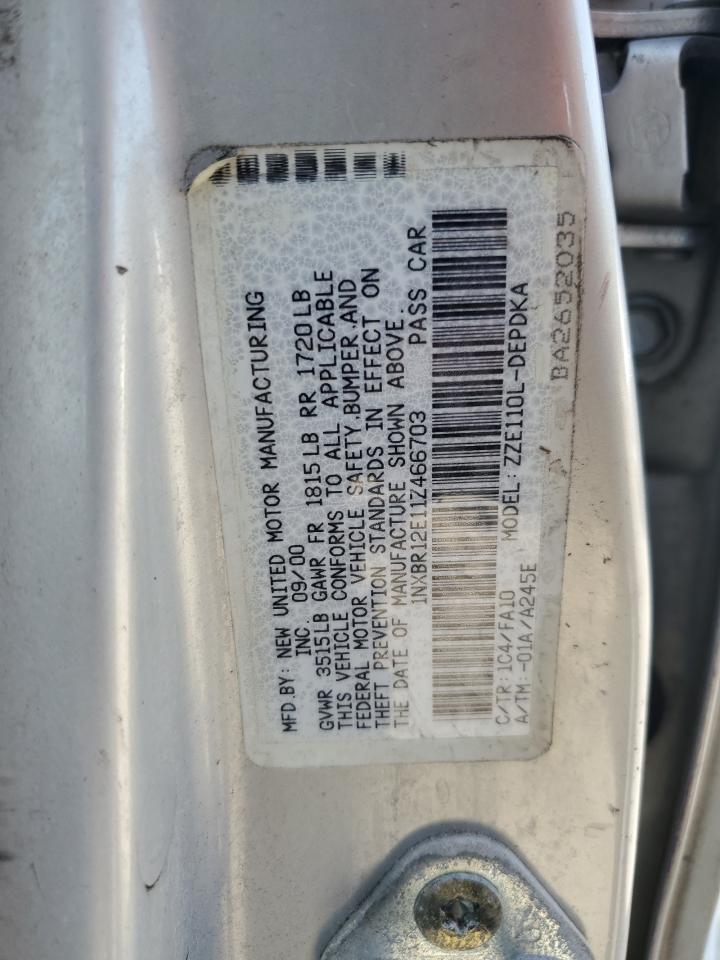 MFD.BY: NEW UNITED MOTOR MANUFACTURING
INC. 09/00
GVWR 3515LB GAWR FR 1815LB RR 1720LB
THIS VEHICLE CONFORMS TO ALL APPLICABLE
FEDERAL MOTOR VEHICLE SAFETY,BUMPER,AND
THEFT PREVENTION STANDARDS IN EFFECT ON
THE DATE OF MANUFACTURE SHOWN ABOVE.
1NXBR12E11Z466703 PASS CAR
C/TR: 1C4/FA10 MODEL: ZZE110L-DEPDKA
A/TM: -01A/A245E
BA2652035